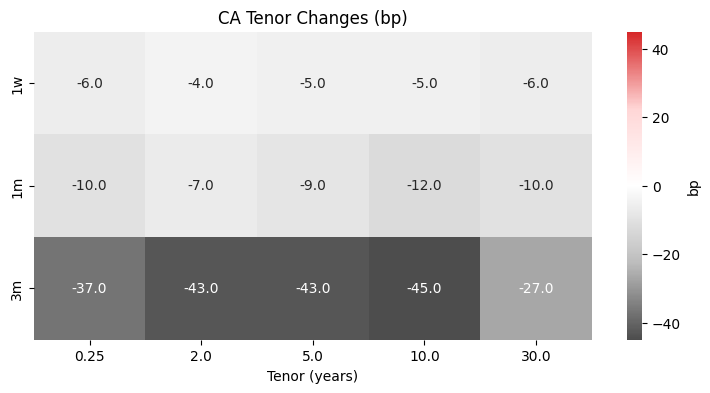 CA Tenor Changes (bp)
1w
-6.0 -4.0 -5.0 -5.0 -6.0
1m
-10.0 -7.0 -9.0 -12.0 -10.0
3m
-37.0 -43.0 -43.0 -45.0 -27.0
0.25 2.0 5.0 10.0 30.0
Tenor (years)
40
20
0
−20
−40
bp